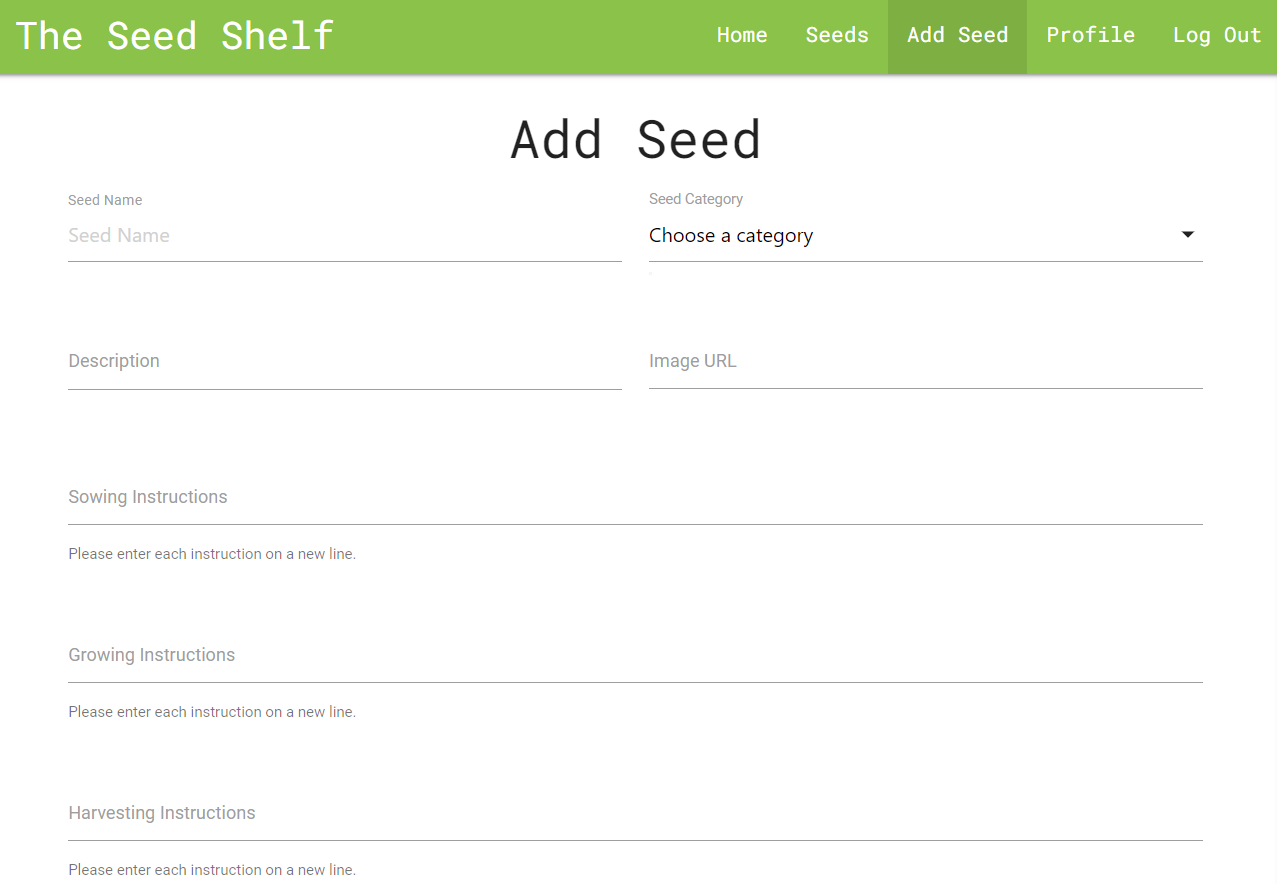 The Seed Shelf
Home Seeds Add Seed Profile Log Out
Add Seed
Seed Name
Seed Name
Seed Category
Choose a category
Description
Image URL
Sowing Instructions
Please enter each instruction on a new line.
Growing Instructions
Please enter each instruction on a new line.
Harvesting Instructions
Please enter each instruction on a new line.